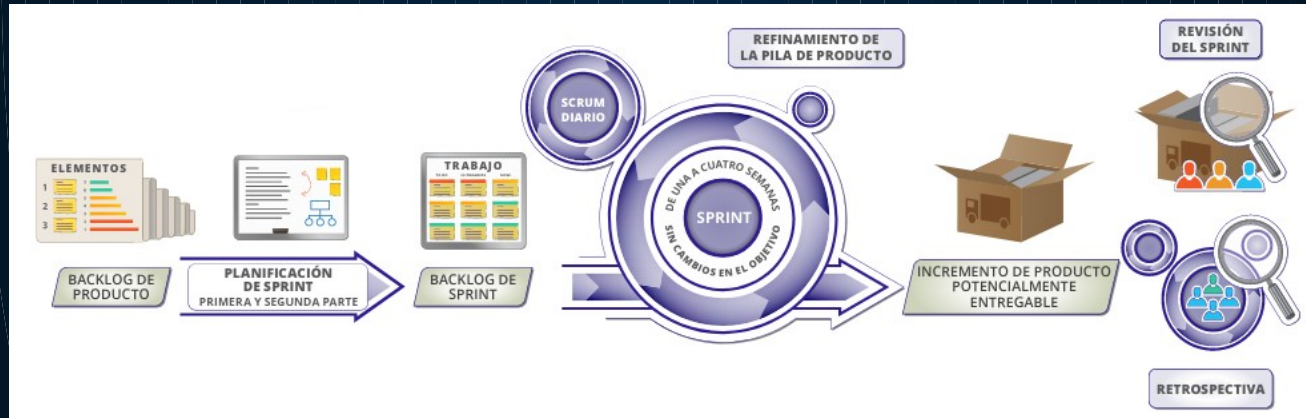 ELEMENTOS
1
2
3
BACKLOG DE
PRODUCTO
PLANIFICACIÓN
DE SPRINT
PRIMERA Y SEGUNDA PARTE
TRABAJO
BACKLOG DE
SPRINT
SCRUM
DIARIO
REFINAMIENTO DE
LA PILA DE PRODUCTO
DE UNA A CUATRO SEMANAS
SPRINT
SIN CAMBIOS EN EL OBJETIVO
INCREMENTO DE PRODUCTO
POTENCIALMENTE
ENTREGABLE
REVISIÓN
DEL SPRINT
RETROSPECTIVA